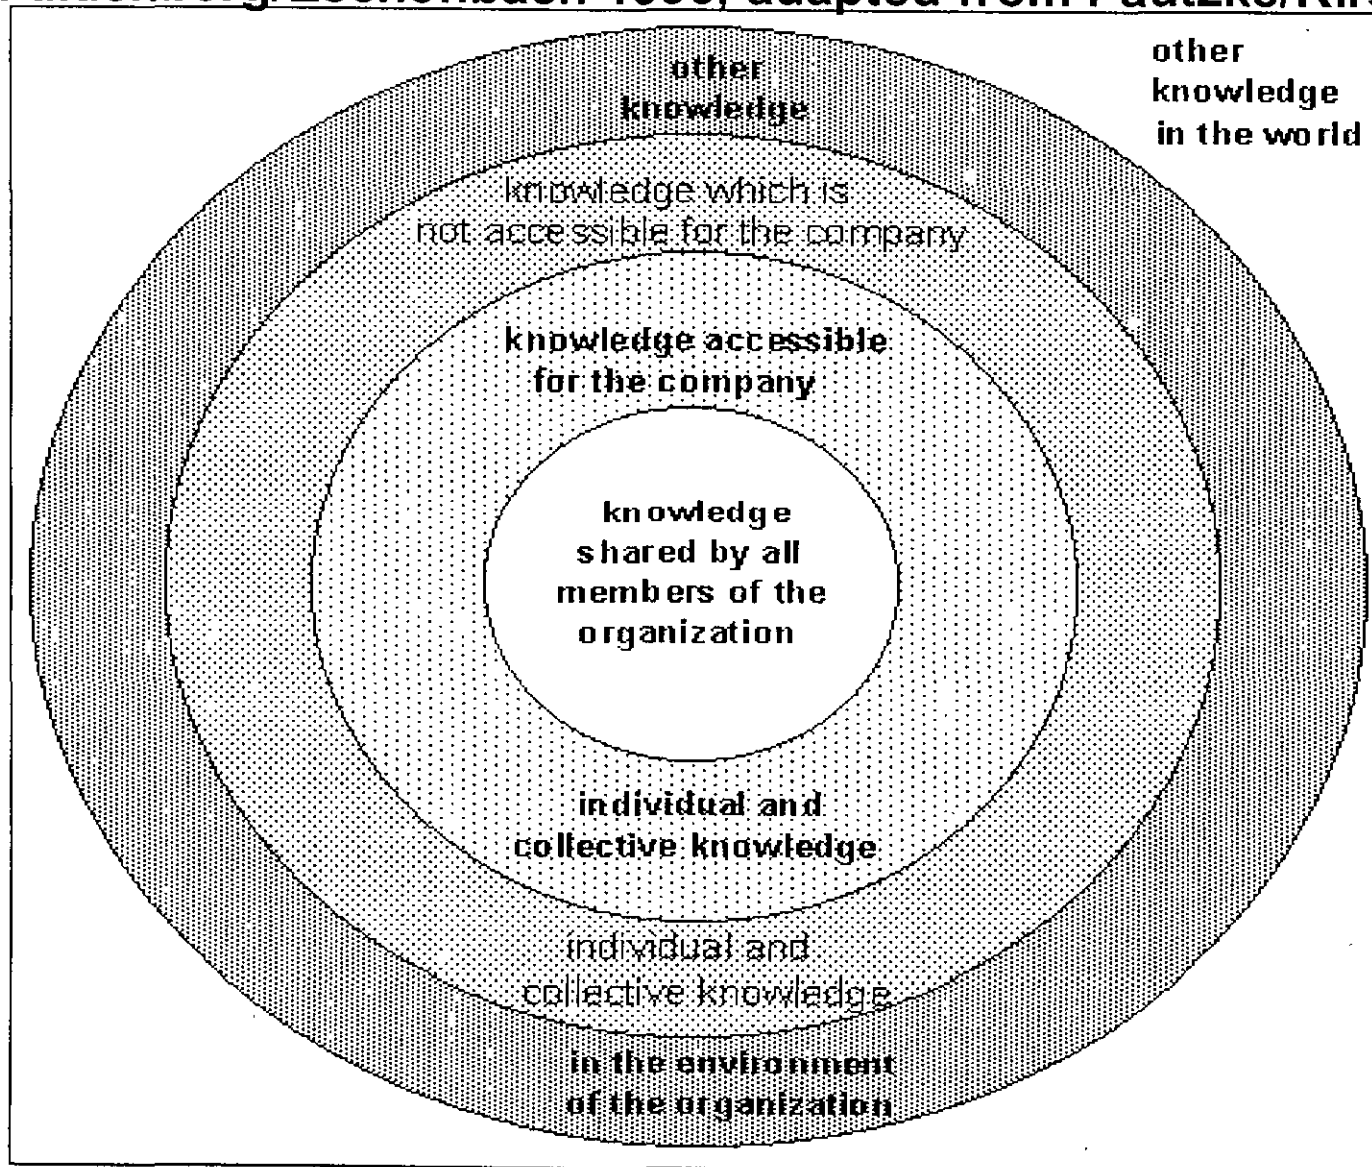 adapted from
other
knowledge
in the world
other
knowledge
knowledge which is
not accessible for the company
knowledge accessible
for the company
knowledge
shared by all
members of the
organization
individual and
collective knowledge
individual and
collective knowledge
in the environment
of the organization